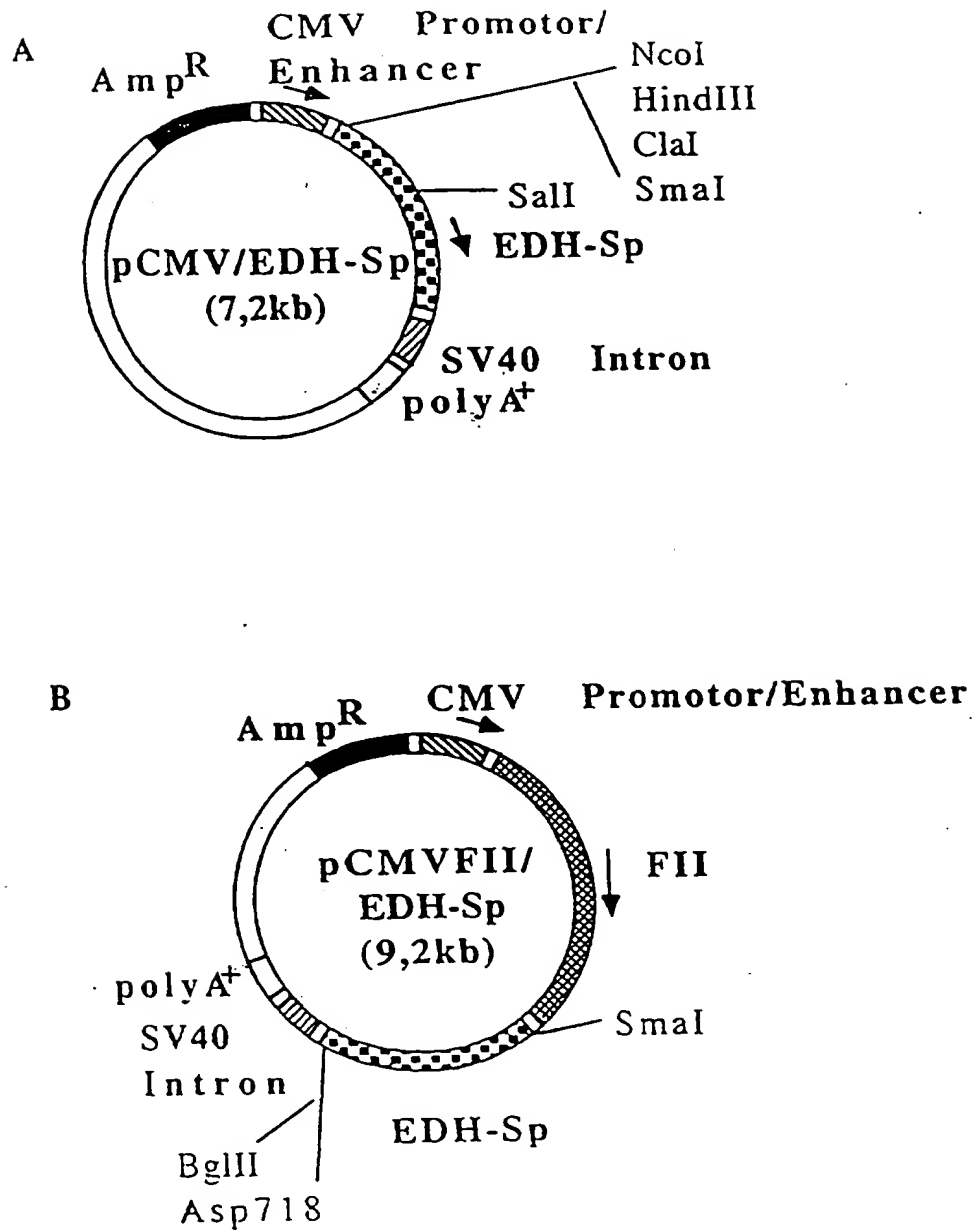 A
CMV Promotor/
Enhancer
AmpR
NcoI
HindIII
ClaI
SmaI
SalI
EDH-Sp
pCMV/EDH-Sp
(7,2kb)
SV40 Intron
polyA+
B
CMV Promotor/Enhancer
AmpR
pCMVFII/
EDH-Sp
(9,2kb)
FII
polyA+
SV40
Intron
SmaI
EDH-Sp
BglII
Asp718